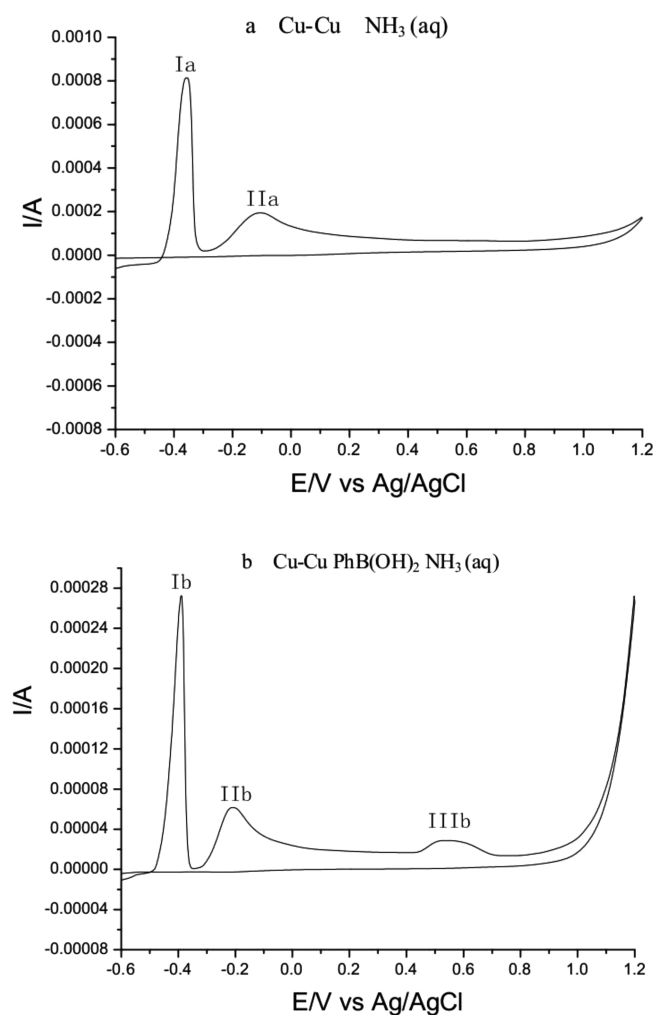 a Cu-Cu NH₃ (aq)
0.0010
0.0008
0.0006
0.0004
0.0002
0.0000
-0.0002
-0.0004
-0.0006
-0.0008
I/A
Ia
IIa
-0.6 -0.4 -0.2 0.0 0.2 0.4 0.6 0.8 1.0 1.2
E/V vs Ag/AgCl
b Cu-Cu PhB(OH)₂ NH₃ (aq)
0.00028
0.00024
0.00020
0.00016
0.00012
0.00008
0.00004
0.00000
-0.00004
-0.00008
I/A
Ib
IIb
IIIb
-0.6 -0.4 -0.2 0.0 0.2 0.4 0.6 0.8 1.0 1.2
E/V vs Ag/AgCl